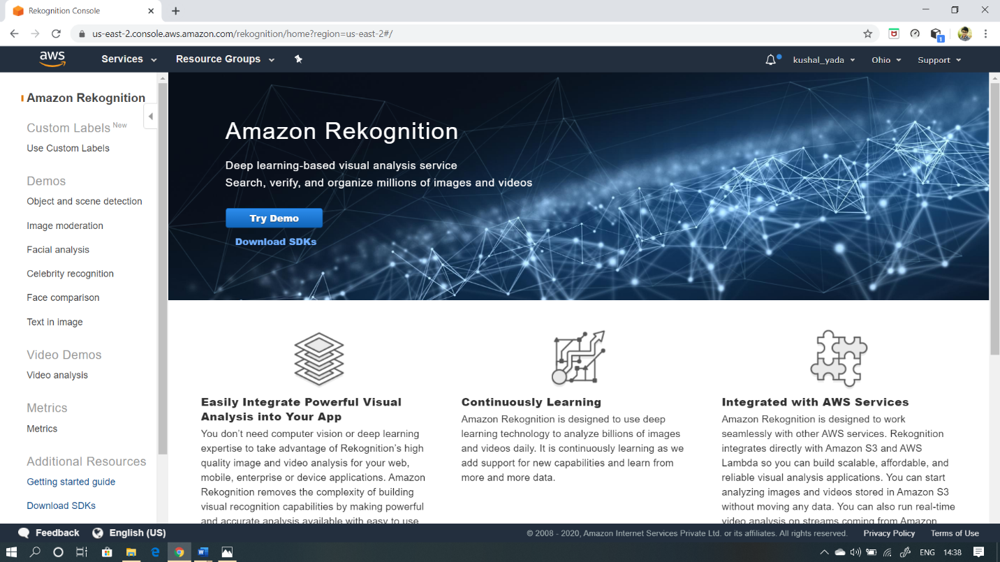 Rekognition Console
us-east-2.console.aws.amazon.com/rekognition/home?region=us-east-2#/
1
aws
Services
Resource Groups
kushal_yada
Ohio
Support
Amazon Rekognition
Custom Labels New
Use Custom Labels
Demos
Object and scene detection
Image moderation
Facial analysis
Celebrity recognition
Face comparison
Text in image
Video Demos
Video analysis
Metrics
Metrics
Additional Resources
Getting started guide
Download SDKs
Amazon Rekognition
Deep learning-based visual analysis service
Search, verify, and organize millions of images and videos
Try Demo
Download SDKs
Easily Integrate Powerful Visual
Analysis into Your App
You don't need computer vision or deep learning
expertise to take advantage of Rekognition's high
quality image and video analysis for your web,
mobile, enterprise or device applications. Amazon
Rekognition removes the complexity of building
visual recognition capabilities by making powerful
and accurate analysis available with easy to use
Continuously Learning
Amazon Rekognition is designed to use deep
learning technology to analyze billions of images
and videos daily. It is continuously learning as we
add support for new capabilities and learn from
more and more data.
Integrated with AWS Services
Amazon Rekognition is designed to work
seamlessly with other AWS services. Rekognition
integrates directly with Amazon S3 and AWS
Lambda so you can build scalable, affordable, and
reliable visual analysis applications. You can start
analyzing images and videos stored in Amazon S3
without moving any data. You can also run real-time
video analysis on streams coming from Amazon
Feedback
English (US)
© 2008 - 2020, Amazon Internet Services Private Ltd. or its affiliates. All rights reserved.
Privacy Policy
Terms of Use
ENG
14:38